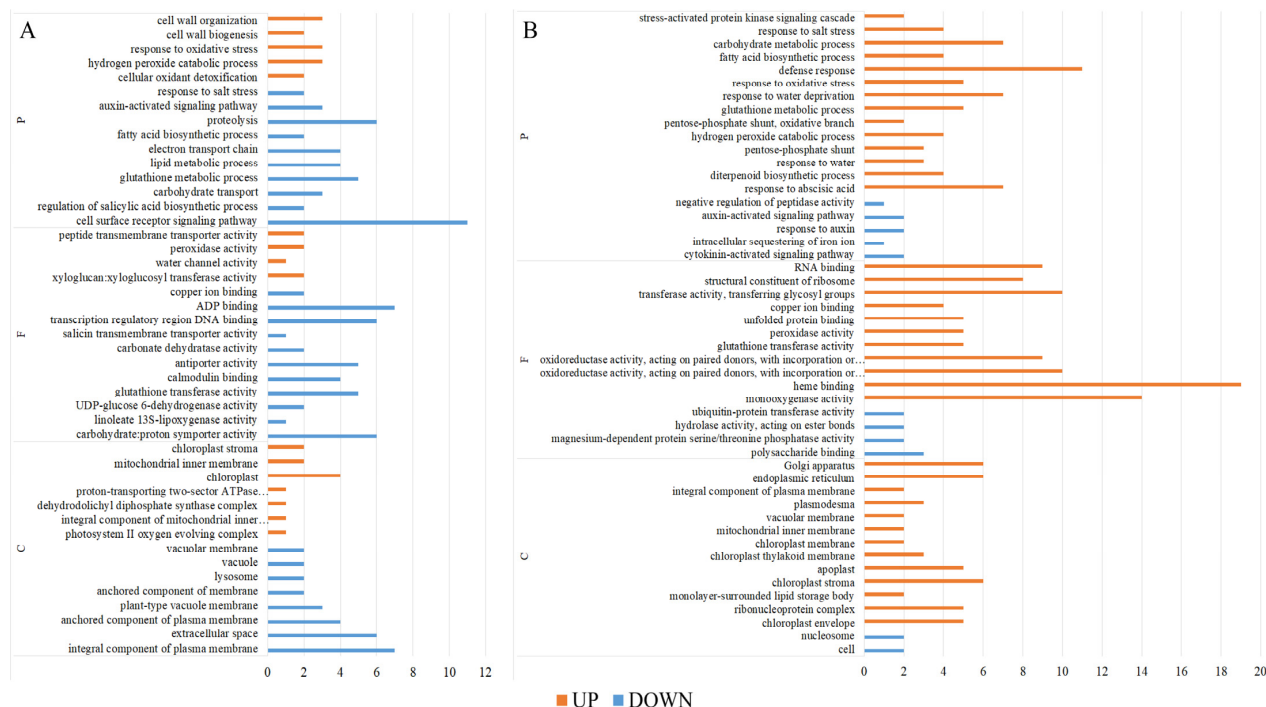 A
cell wall organization
cell wall biogenesis
response to oxidative stress
hydrogen peroxide catabolic process
cellular oxidant detoxification
response to salt stress
auxin-activated signaling pathway
proteolysis
fatty acid biosynthetic process
electron transport chain
lipid metabolic process
glutathione metabolic process
carbohydrate transport
regulation of salicylic acid biosynthetic process
cell surface receptor signaling pathway
P
peptide transmembrane transporter activity
peroxidase activity
water channel activity
xyloglucan:xyloglucosyl transferase activity
copper ion binding
ADP binding
transcription regulatory region DNA binding
salicin transmembrane transporter activity
carbonate dehydratase activity
antiporter activity
calmodulin binding
glutathione transferase activity
UDP-glucose 6-dehydrogenase activity
linoleate 13S-lipoxygenase activity
carbohydrate:proton symporter activity
F
chloroplast stroma
mitochondrial inner membrane
chloroplast
proton-transporting two-sector ATPase…
dehydrodolichyl diphosphate synthase complex
integral component of mitochondrial inner…
photosystem II oxygen evolving complex
vacuolar membrane
vacuole
lysosome
anchored component of membrane
plant-type vacuole membrane
anchored component of plasma membrane
extracellular space
integral component of plasma membrane
C
0 2 4 6 8 10 12
B
stress-activated protein kinase signaling cascade
response to salt stress
carbohydrate metabolic process
fatty acid biosynthetic process
defense response
response to oxidative stress
response to water deprivation
glutathione metabolic process
pentose-phosphate shunt, oxidative branch
hydrogen peroxide catabolic process
pentose-phosphate shunt
response to water
diterpenoid biosynthetic process
response to abscisic acid
negative regulation of peptidase activity
auxin-activated signaling pathway
response to auxin
intracellular sequestering of iron ion
cytokinin-activated signaling pathway
P
RNA binding
structural constituent of ribosome
transferase activity, transferring glycosyl groups
copper ion binding
unfolded protein binding
peroxidase activity
glutathione transferase activity
oxidoreductase activity, acting on paired donors, with incorporation or…
oxidoreductase activity, acting on paired donors, with incorporation or…
heme binding
monooxygenase activity
ubiquitin-protein transferase activity
hydrolase activity, acting on ester bonds
magnesium-dependent protein serine/threonine phosphatase activity
polysaccharide binding
F
Golgi apparatus
endoplasmic reticulum
integral component of plasma membrane
plasmodesma
vacuolar membrane
mitochondrial inner membrane
chloroplast membrane
chloroplast thylakoid membrane
apoplast
chloroplast stroma
monolayer-surrounded lipid storage body
ribonucleoprotein complex
chloroplast envelope
nucleosome
cell
C
0 2 4 6 8 10 12 14 16 18 20
UP DOWN